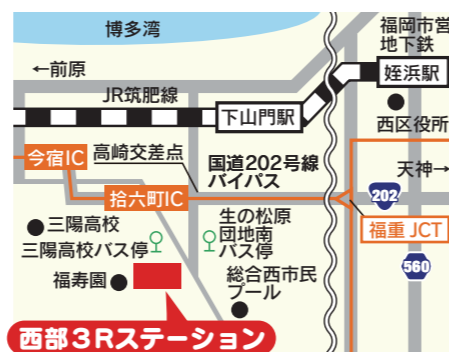 博多湾
福岡市営
地下鉄
←前原
姪浜駅
JR筑肥線
下山門駅
西区役所
今宿IC
高崎交差点
国道202号線
バイパス
天神→
拾六町IC
202
三陽高校
生の松原
団地南
バス停
福重 JCT
三陽高校バス停
560
福寿園
総合西市民
プール
西部3Rステーション